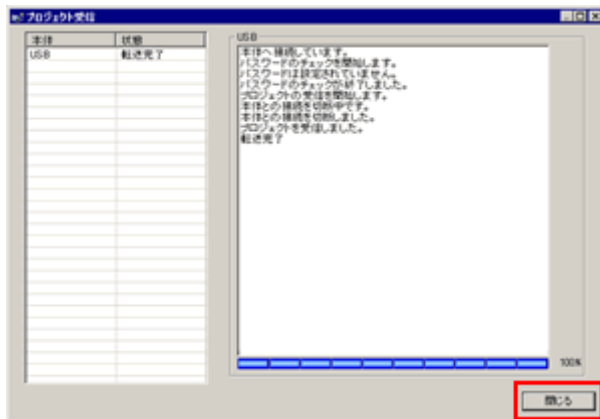 プロジェクト受信
本体 状態
USB 転送完了
USB
本体へ接続しています。
パスワードのチェックを開始します。
パスワードは設定されていません。
パスワードのチェックが終了しました。
プロジェクトの受信を開始します。
本体との接続を切断中です。
本体との接続を切断しました。
プロジェクトを受信しました。
転送完了
100%
閉じる